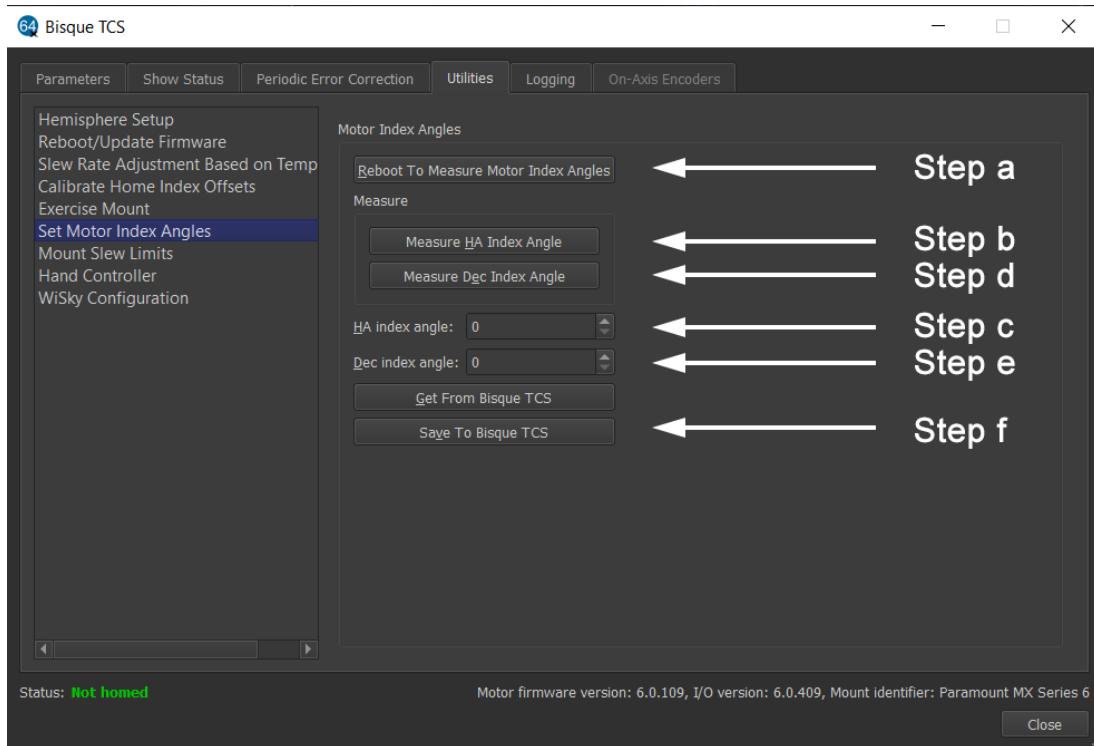 64 Bisque TCS
Parameters Show Status Periodic Error Correction Utilities Logging On-Axis Encoders
Hemisphere Setup
Reboot/Update Firmware
Slew Rate Adjustment Based on Temp
Calibrate Home Index Offsets
Exercise Mount
Set Motor Index Angles
Mount Slew Limits
Hand Controller
WiSky Configuration
Motor Index Angles
Reboot To Measure Motor Index Angles
Step a
Measure
Measure HA Index Angle
Step b
Measure Dec Index Angle
Step d
HA index angle: 0
Step c
Dec index angle: 0
Step e
Get From Bisque TCS
Save To Bisque TCS
Step f
Status: Not homed
Motor firmware version: 6.0.109, I/O version: 6.0.409, Mount identifier: Paramount MX Series 6
Close